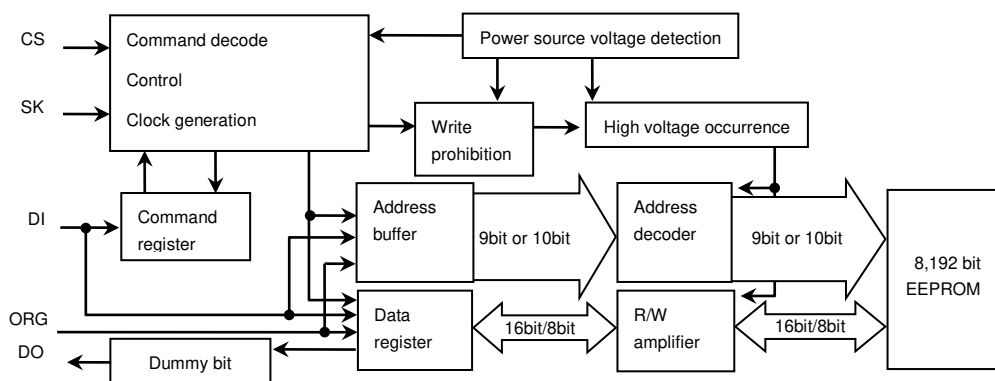 CS
Command decode
Control
Clock generation
Power source voltage detection
SK
Write
prohibition
High voltage occurrence
DI
Command
register
Address
buffer
9bit or 10bit
Address
decoder
9bit or 10bit
8,192 bit
EEPROM
ORG
DO
Dummy bit
Data
register
16bit/8bit
R/W
amplifier
16bit/8bit